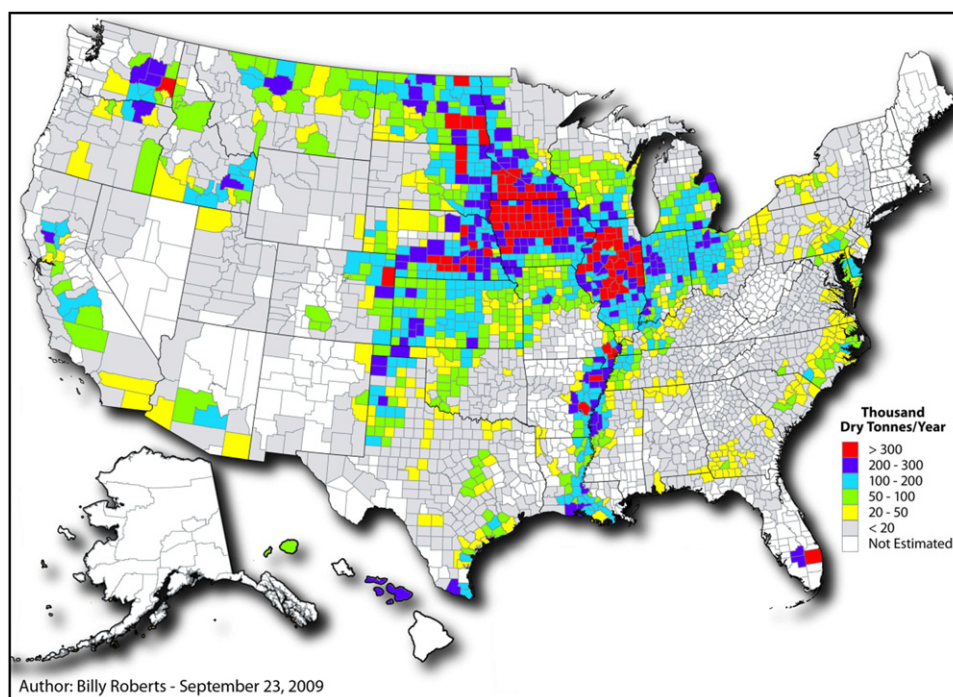 Thousand
Dry Tonnes/Year
> 300
200 - 300
100 - 200
50 - 100
20 - 50
< 20
Not Estimated
Author: Billy Roberts - September 23, 2009